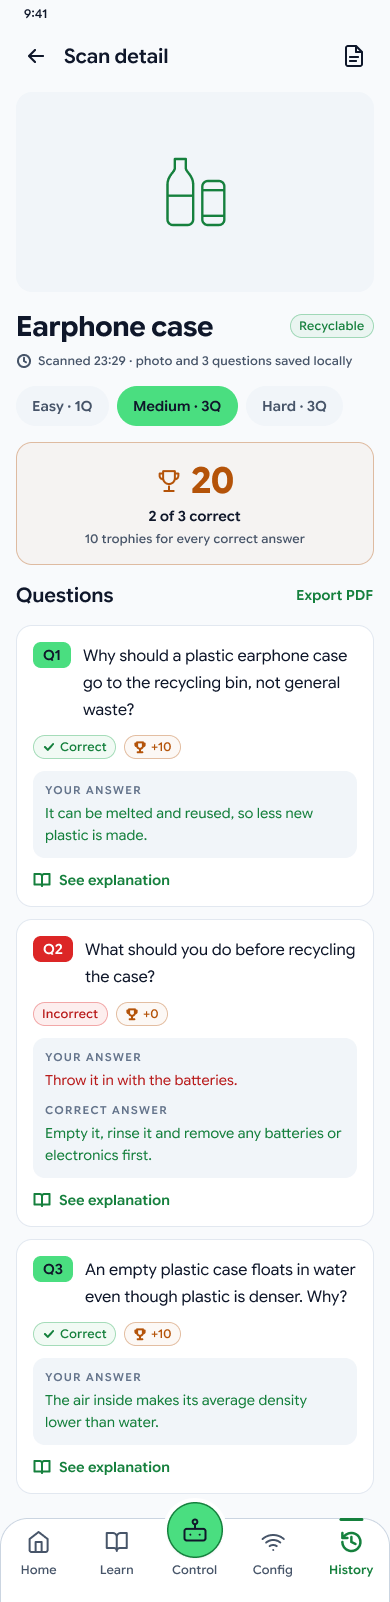 9:41
Scan detail
Earphone case
Recyclable
Scanned 23:29 · photo and 3 questions saved locally
Easy · 1Q
Medium · 3Q
Hard · 3Q
20
2 of 3 correct
10 trophies for every correct answer
Questions
Export PDF
Q1
Why should a plastic earphone case
go to the recycling bin, not general
waste?
Correct
+10
YOUR ANSWER
It can be melted and reused, so less new
plastic is made.
See explanation
Q2
What should you do before recycling
the case?
Incorrect
+0
YOUR ANSWER
Throw it in with the batteries.
CORRECT ANSWER
Empty it, rinse it and remove any batteries or
electronics first.
See explanation
Q3
An empty plastic case floats in water
even though plastic is denser. Why?
Correct
+10
YOUR ANSWER
The air inside makes its average density
lower than water.
See explanation
Home
Learn
Control
Config
History